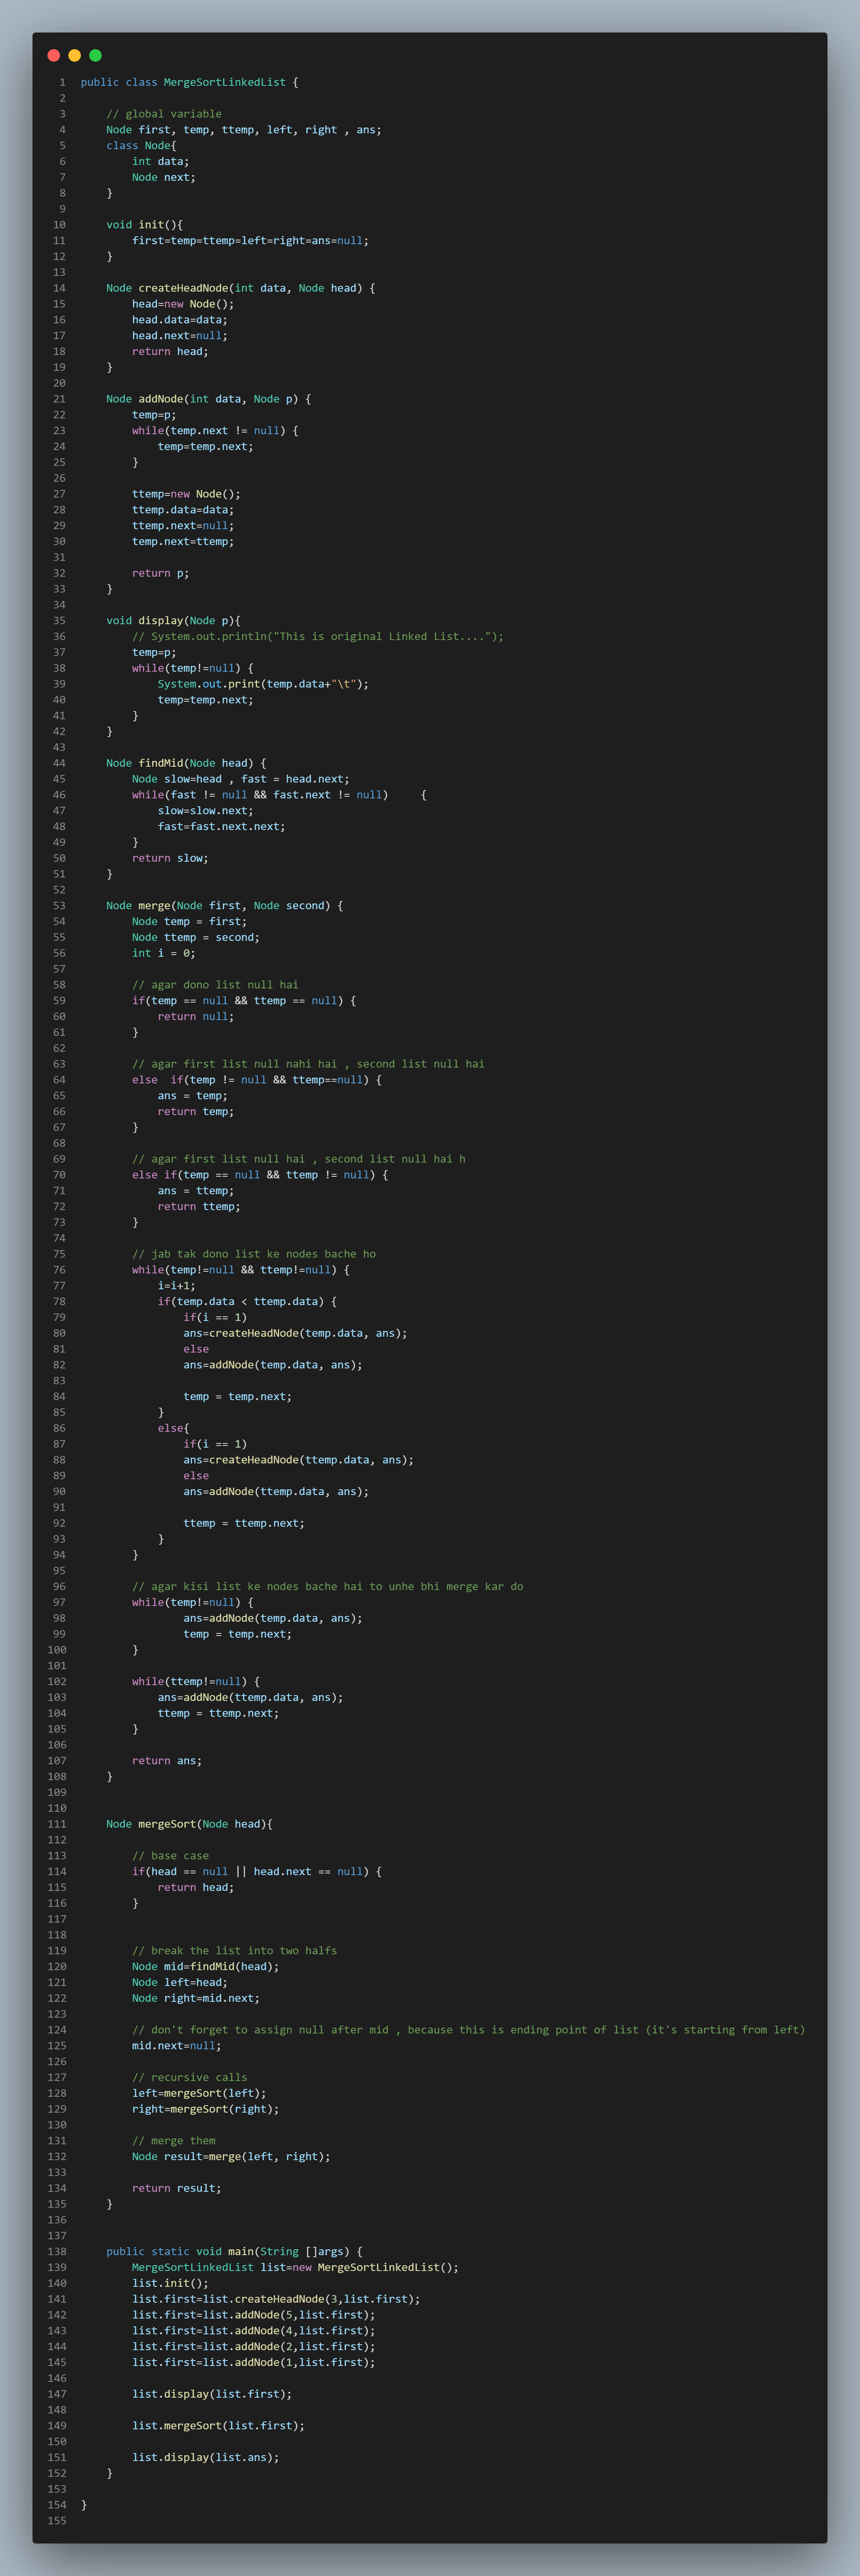 1 public class MergeSortLinkedList {
2
3     // global variable
4     Node first, temp, ttemp, left, right , ans;
5     class Node{
6         int data;
7         Node next;
8     }
9
10     void init(){
11         first=temp=ttemp=left=right=ans=null;
12     }
13
14     Node createHeadNode(int data, Node head) {
15         head=new Node();
16         head.data=data;
17         head.next=null;
18         return head;
19     }
20
21     Node addNode(int data, Node p) {
22         temp=p;
23         while(temp.next != null) {
24             temp=temp.next;
25         }
26
27         ttemp=new Node();
28         ttemp.data=data;
29         ttemp.next=null;
30         temp.next=ttemp;
31
32         return p;
33     }
34
35     void display(Node p){
36         // System.out.println("This is original Linked List....");
37         temp=p;
38         while(temp!=null) {
39             System.out.print(temp.data+"\t");
40             temp=temp.next;
41         }
42     }
43
44     Node findMid(Node head) {
45         Node slow=head , fast = head.next;
46         while(fast != null && fast.next != null)     {
47             slow=slow.next;
48             fast=fast.next.next;
49         }
50         return slow;
51     }
52
53     Node merge(Node first, Node second) {
54         Node temp = first;
55         Node ttemp = second;
56         int i = 0;
57
58         // agar dono list null hai
59         if(temp == null && ttemp == null) {
60             return null;
61         }
62
63         // agar first list null nahi hai , second list null hai
64         else  if(temp != null && ttemp==null) {
65             ans = temp;
66             return temp;
67         }
68
69         // agar first list null hai , second list null hai h
70         else if(temp == null && ttemp != null) {
71             ans = ttemp;
72             return ttemp;
73         }
74
75         // jab tak dono list ke nodes bache ho
76         while(temp!=null && ttemp!=null) {
77             i=i+1;
78             if(temp.data < ttemp.data) {
79                 if(i == 1)
80                 ans=createHeadNode(temp.data, ans);
81                 else
82                 ans=addNode(temp.data, ans);
83
84                 temp = temp.next;
85             }
86             else{
87                 if(i == 1)
88                 ans=createHeadNode(ttemp.data, ans);
89                 else
90                 ans=addNode(ttemp.data, ans);
91
92                 ttemp = ttemp.next;
93             }
94         }
95
96         // agar kisi list ke nodes bache hai to unhe bhi merge kar do
97         while(temp!=null) {
98                 ans=addNode(temp.data, ans);
99                 temp = temp.next;
100         }
101
102         while(ttemp!=null) {
103             ans=addNode(ttemp.data, ans);
104             ttemp = ttemp.next;
105         }
106
107         return ans;
108     }
109
110
111     Node mergeSort(Node head){
112
113         // base case
114         if(head == null || head.next == null) {
115             return head;
116         }
117
118
119         // break the list into two halfs
120         Node mid=findMid(head);
121         Node left=head;
122         Node right=mid.next;
123
124         // don't forget to assign null after mid , because this is ending point of list (it's starting from left)
125         mid.next=null;
126
127         // recursive calls
128         left=mergeSort(left);
129         right=mergeSort(right);
130
131         // merge them
132         Node result=merge(left, right);
133
134         return result;
135     }
136
137
138     public static void main(String []args) {
139         MergeSortLinkedList list=new MergeSortLinkedList();
140         list.init();
141         list.first=list.createHeadNode(3,list.first);
142         list.first=list.addNode(5,list.first);
143         list.first=list.addNode(4,list.first);
144         list.first=list.addNode(2,list.first);
145         list.first=list.addNode(1,list.first);
146
147         list.display(list.first);
148
149         list.mergeSort(list.first);
150
151         list.display(list.ans);
152     }
153
154 }
155